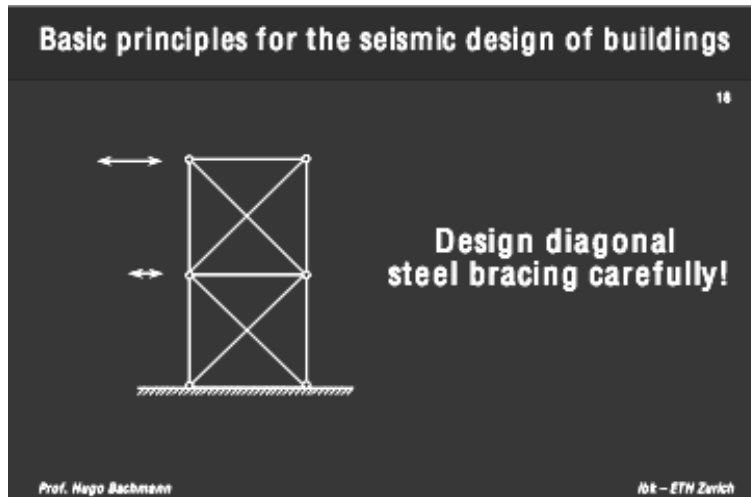 Basic principles for the seismic design of buildings
18
Design diagonal
steel bracing carefully!
Prof. Hugo Bachmann
ibk – ETH Zurich